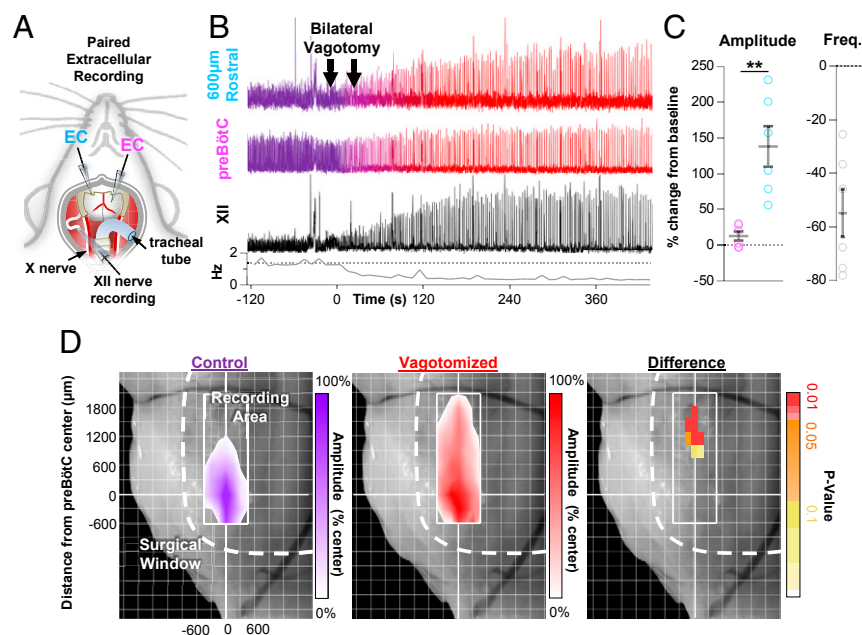 A
Paired
Extracellular
Recording
EC
EC
X nerve
XII nerve
recording
tracheal
tube
B
Bilateral
Vagotomy
600µm
Rostral
preBötC
XII
2
0
Hz
-120
0
Time (s)
120
240
360
C
Amplitude
Freq.
**
% change from baseline
250
200
150
100
50
0
-50
0
-20
-40
-60
-80
D
Control
Vagotomized
Difference
Distance from preBötC center (µm)
1800
1200
600
0
-600
Recording
Area
Surgical
Window
-600 0 600
100%
Amplitude (% center)
0%
100%
Amplitude (% center)
0%
0.01
0.05
0.1
P-Value